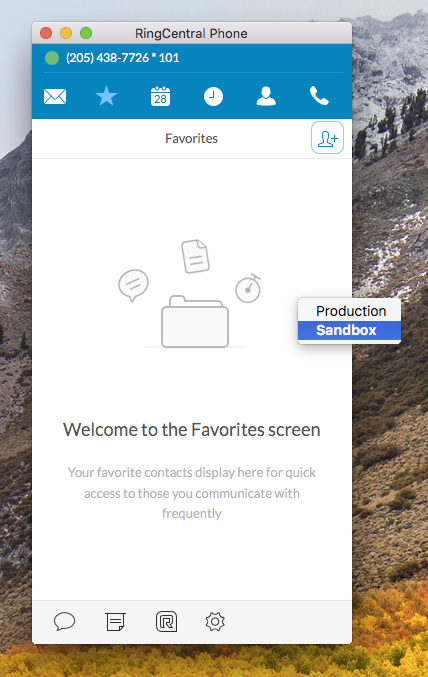 RingCentral Phone
(205) 438-7726 * 101
28
Favorites
Production
Sandbox
Welcome to the Favorites screen
Your favorite contacts display here for quick
access to those you communicate with
frequently
R